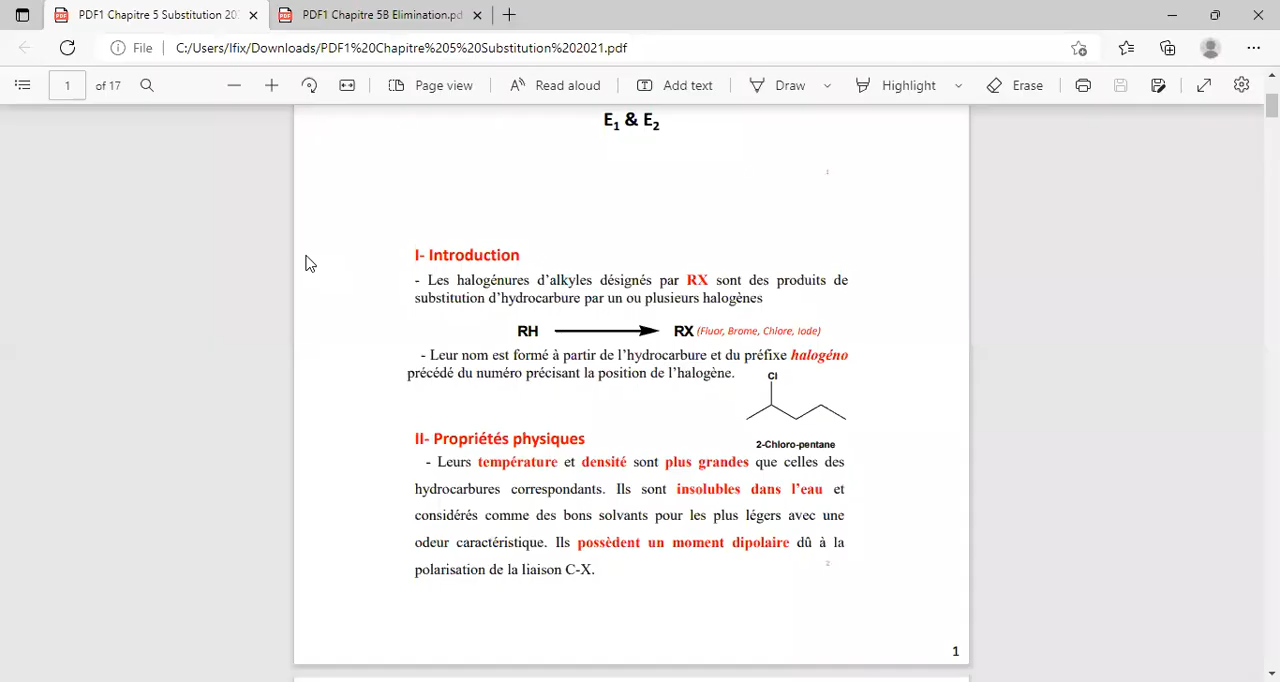 PDF1 Chapitre 5 Substitution 20
PDF1 Chapitre 5B Elimination.pd
File
C:/Users/Ifix/Downloads/PDF1%20Chapitre%205%20Substitution%202021.pdf
1 of 17
Page view
Read aloud
Add text
Draw
Highlight
Erase
E1 & E2
1
I- Introduction
- Les halogénures d’alkyles désignés par RX sont des produits de
substitution d’hydrocarbure par un ou plusieurs halogènes
RH RX (Fluor, Brome, Chlore, Iode)
- Leur nom est formé à partir de l’hydrocarbure et du préfixe halogéno
précédé du numéro précisant la position de l’halogène.
Cl
2-Chloro-pentane
II- Propriétés physiques
- Leurs température et densité sont plus grandes que celles des
hydrocarbures correspondants. Ils sont insolubles dans l’eau et
considérés comme des bons solvants pour les plus légers avec une
odeur caractéristique. Ils possèdent un moment dipolaire dû à la
polarisation de la liaison C-X.
2
1